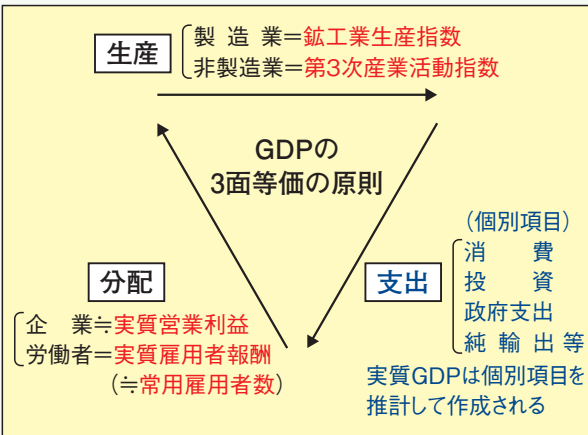 生産
製造業＝鉱工業生産指数
非製造業＝第3次産業活動指数
GDPの
3面等価の原則
分配
企　業≒実質営業利益
労働者＝実質雇用者報酬
(≒常用雇用者数)
支出
(個別項目)
消　費
投　資
政府支出
純輸出等
実質GDPは個別項目を
推計して作成される